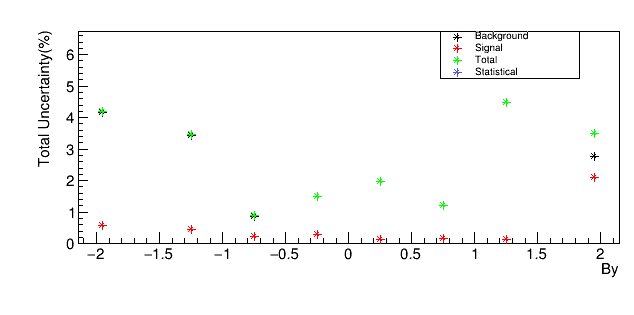 Total Uncertainty(%)
Background
Signal
Total
Statistical
6
5
4
3
2
1
0
−2 −1.5 −1 −0.5 0 0.5 1 1.5 2
By